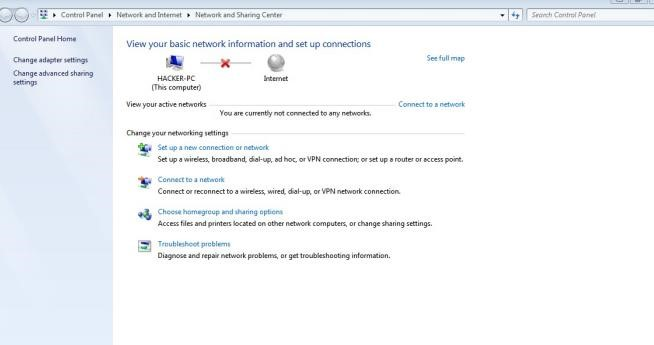 Control Panel Network and Internet Network and Sharing Center
Search Control Panel
Control Panel Home
Change adapter settings
Change advanced sharing
settings
View your basic network information and set up connections
See full map
HACKER-PC
(This computer)
Internet
View your active networks
Connect to a network
You are currently not connected to any networks.
Change your networking settings
Set up a new connection or network
Set up a wireless, broadband, dial-up, ad hoc, or VPN connection; or set up a router or access point.
Connect to a network
Connect or reconnect to a wireless, wired, dial-up, or VPN network connection.
Choose homegroup and sharing options
Access files and printers located on other network computers, or change sharing settings.
Troubleshoot problems
Diagnose and repair network problems, or get troubleshooting information.